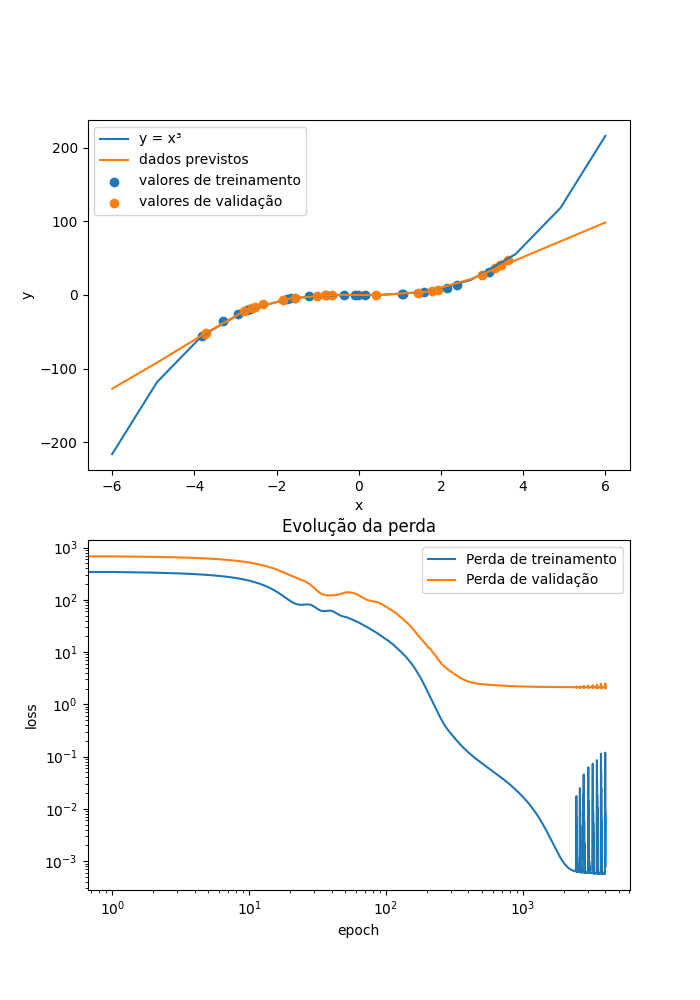 y = x³
dados previstos
valores de treinamento
valores de validação
200
100
0
−100
−200
y
−6 −4 −2 0 2 4 6
x
Evolução da perda
Perda de treinamento
Perda de validação
10³
10²
10¹
10⁰
10⁻¹
10⁻²
10⁻³
loss
10⁰ 10¹ 10² 10³
epoch